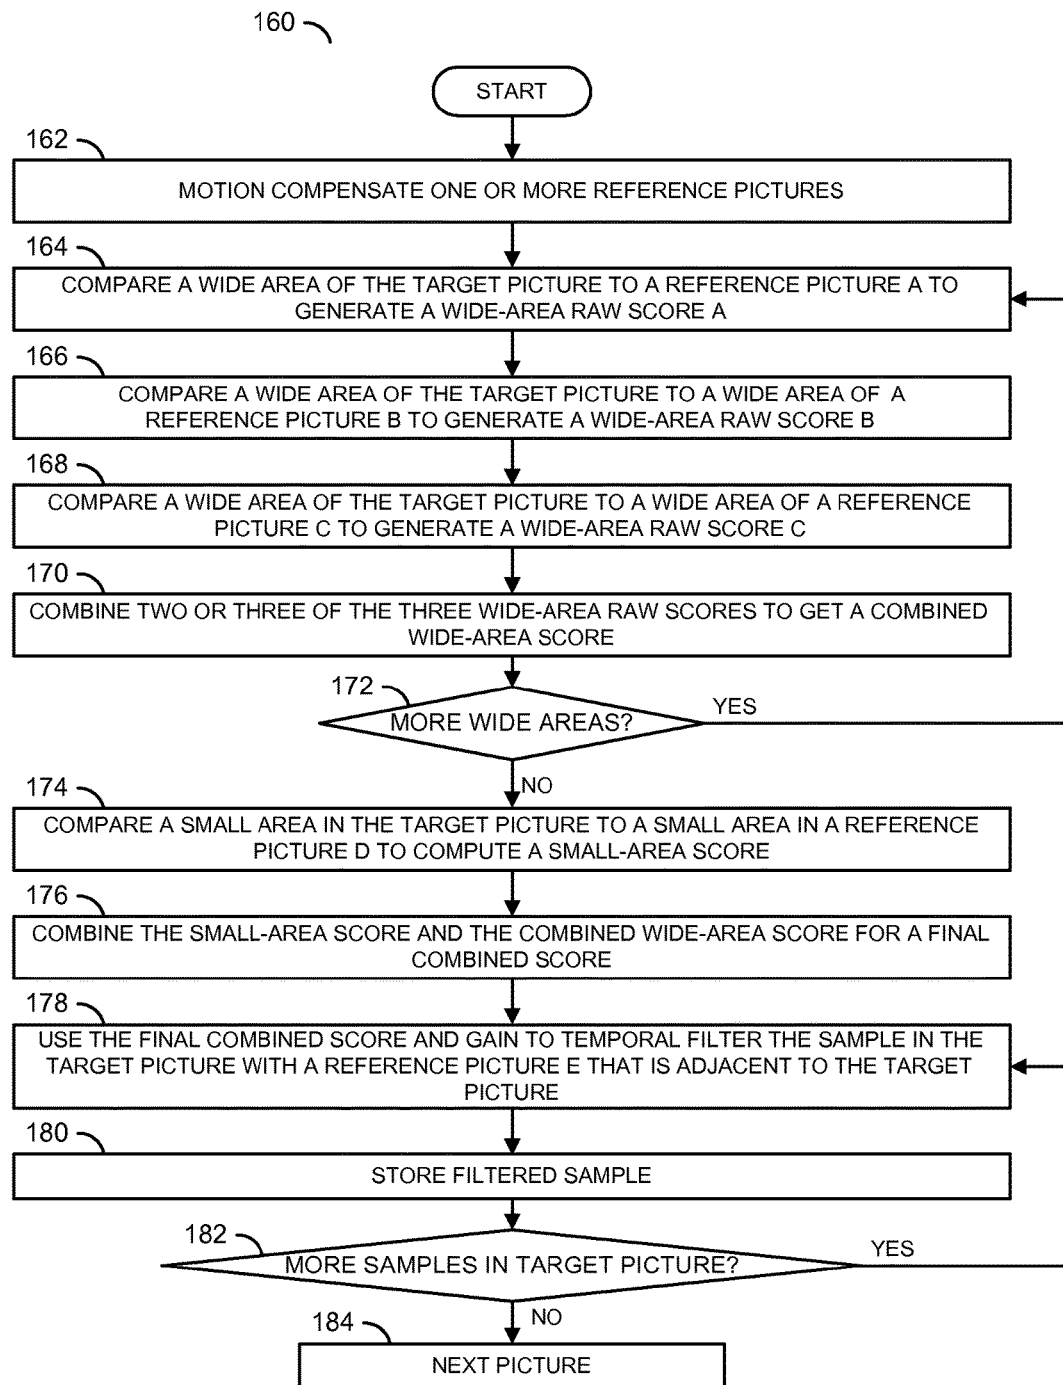 160
START
162
MOTION COMPENSATE ONE OR MORE REFERENCE PICTURES
164
COMPARE A WIDE AREA OF THE TARGET PICTURE TO A REFERENCE PICTURE A TO
GENERATE A WIDE-AREA RAW SCORE A
166
COMPARE A WIDE AREA OF THE TARGET PICTURE TO A WIDE AREA OF A
REFERENCE PICTURE B TO GENERATE A WIDE-AREA RAW SCORE B
168
COMPARE A WIDE AREA OF THE TARGET PICTURE TO A WIDE AREA OF A REFERENCE
PICTURE C TO GENERATE A WIDE-AREA RAW SCORE C
170
COMBINE TWO OR THREE OF THE THREE WIDE-AREA RAW SCORES TO GET A COMBINED
WIDE-AREA SCORE
172
MORE WIDE AREAS?
YES
NO
174
COMPARE A SMALL AREA IN THE TARGET PICTURE TO A SMALL AREA IN A REFERENCE
PICTURE D TO COMPUTE A SMALL-AREA SCORE
176
COMBINE THE SMALL-AREA SCORE AND THE COMBINED WIDE-AREA SCORE FOR A FINAL
COMBINED SCORE
178
USE THE FINAL COMBINED SCORE AND GAIN TO TEMPORAL FILTER THE SAMPLE IN THE
TARGET PICTURE WITH A REFERENCE PICTURE E THAT IS ADJACENT TO THE TARGET
PICTURE
180
STORE FILTERED SAMPLE
182
MORE SAMPLES IN TARGET PICTURE?
YES
NO
184
NEXT PICTURE